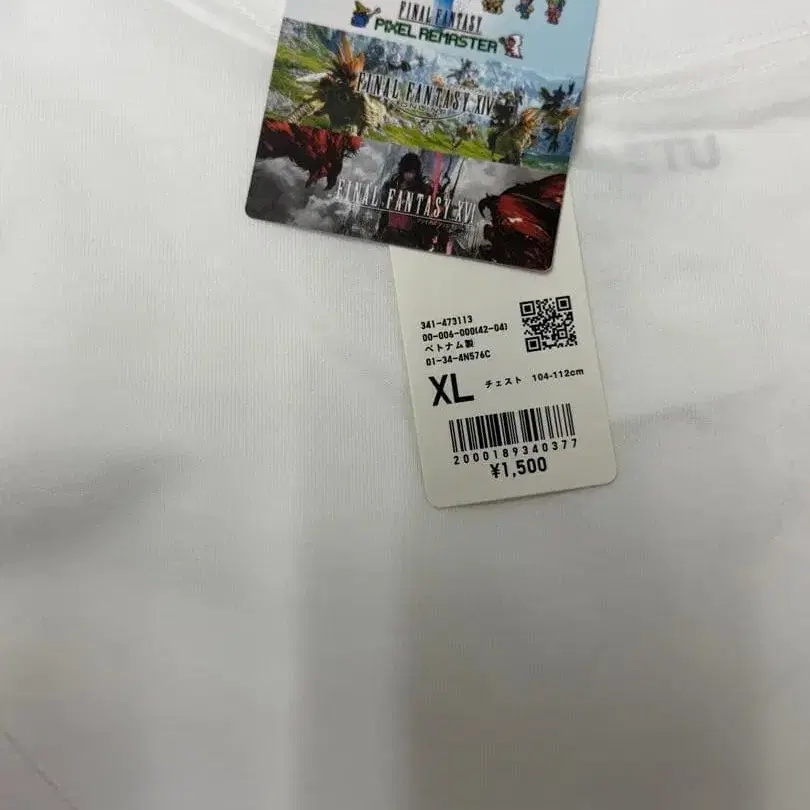 FINAL FANTASY
PIXEL REMASTER
FINAL FANTASY XIV
ONLINE
FINAL FANTASY XVI
341-473113
00-006-000(42-04)
ベトナム製
01-34-4N576C
XL チェスト 104-112cm
2000189340377
¥1,500